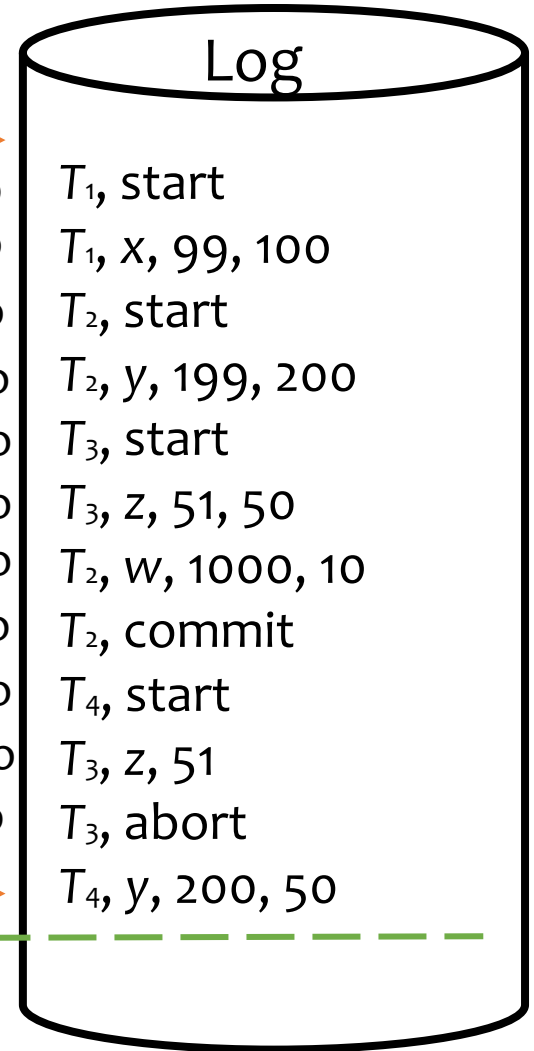 Log
T₁, start
T₁, x, 99, 100
T₂, start
T₂, y, 199, 200
T₃, start
T₃, z, 51, 50
T₂, w, 1000, 10
T₂, commit
T₄, start
T₃, z, 51
T₃, abort
T₄, y, 200, 50